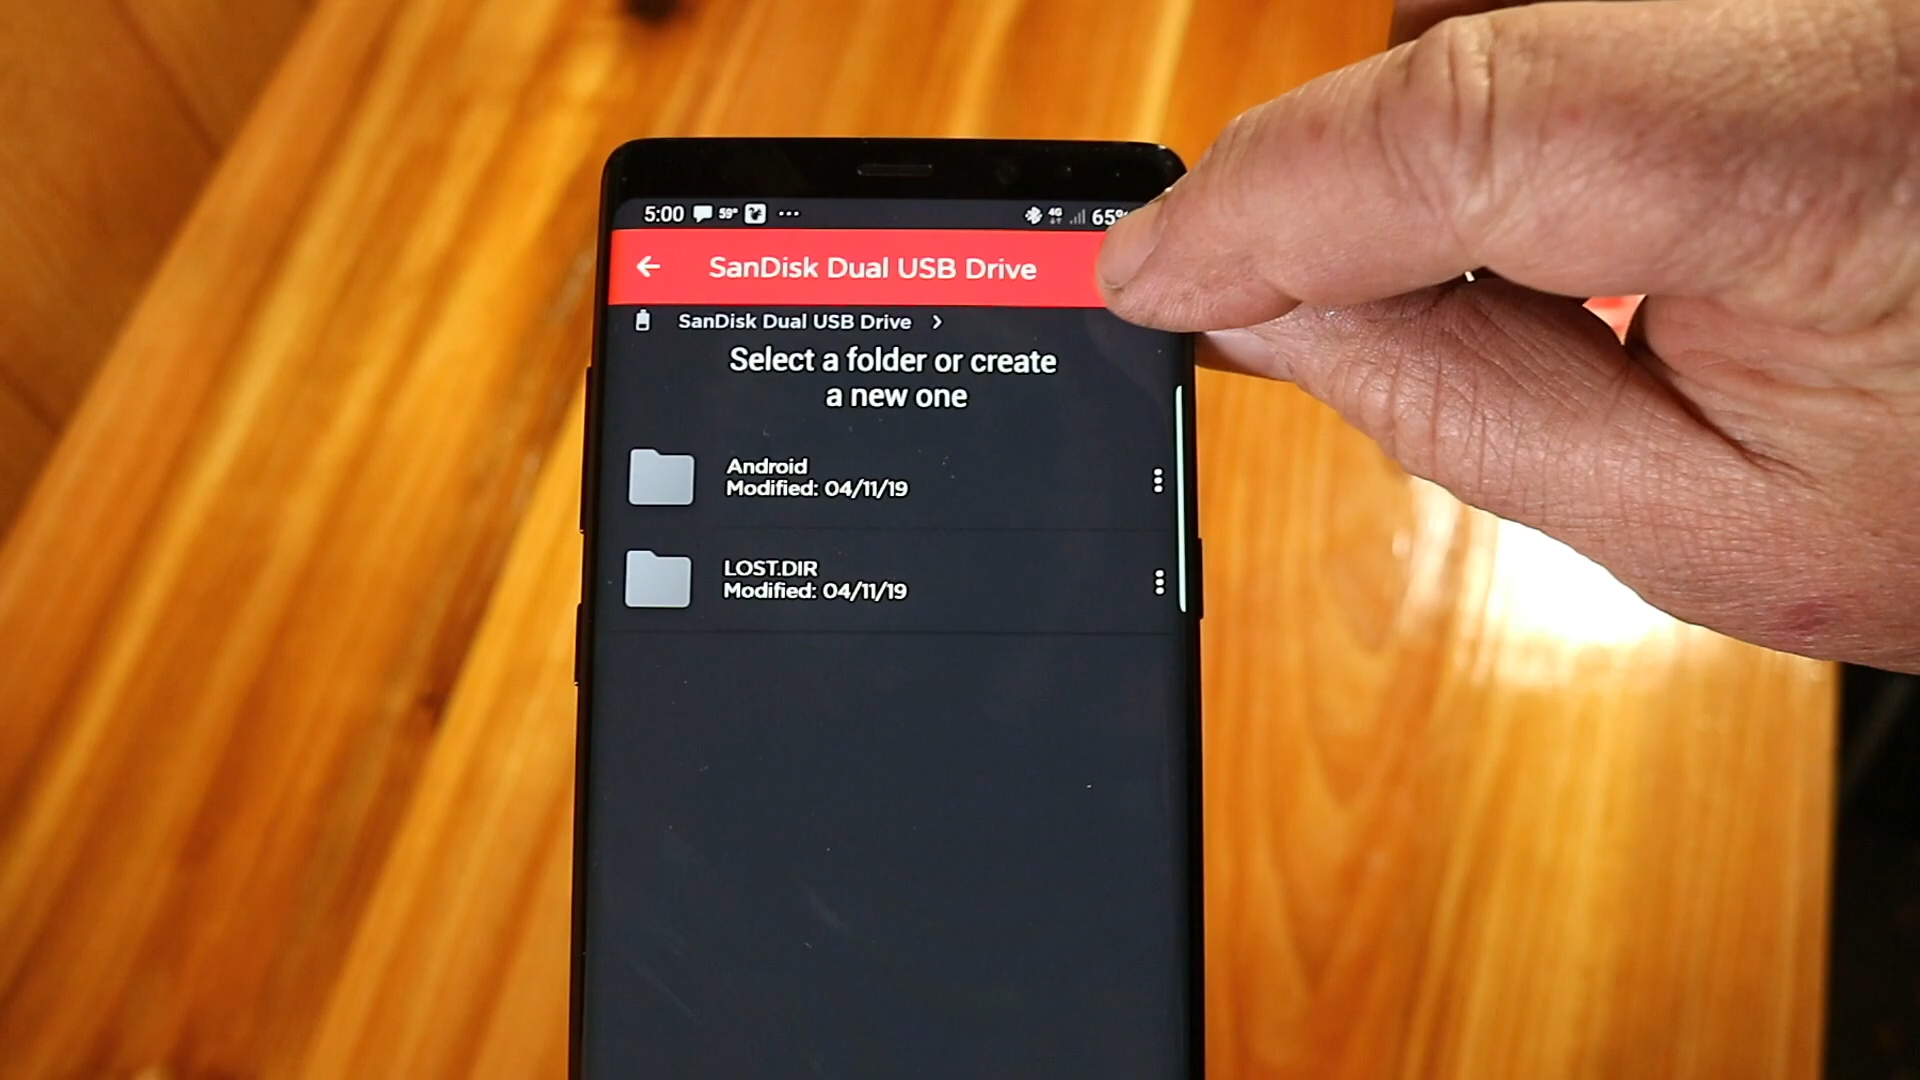 5:00 59° 4G 65%
SanDisk Dual USB Drive
SanDisk Dual USB Drive >
Select a folder or create
a new one
Android
Modified: 04/11/19
LOST.DIR
Modified: 04/11/19